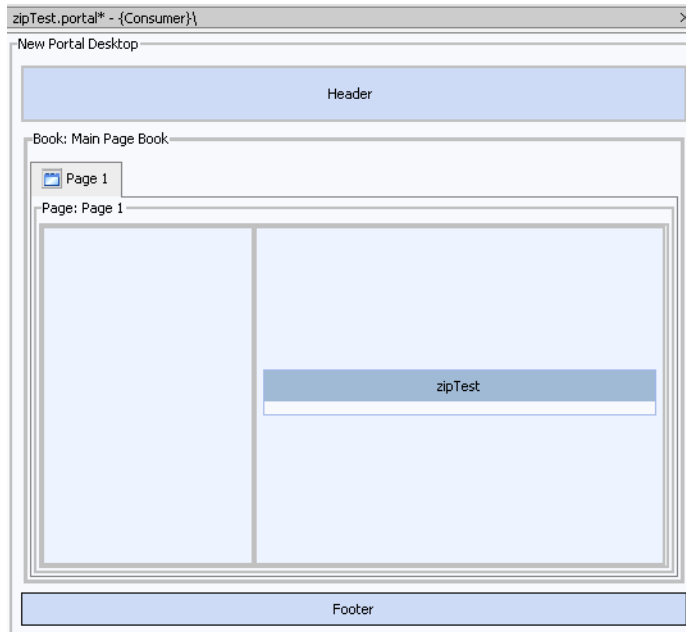 zipTest.portal* - {Consumer}\
New Portal Desktop
Header
Book: Main Page Book
Page 1
Page: Page 1
zipTest
Footer